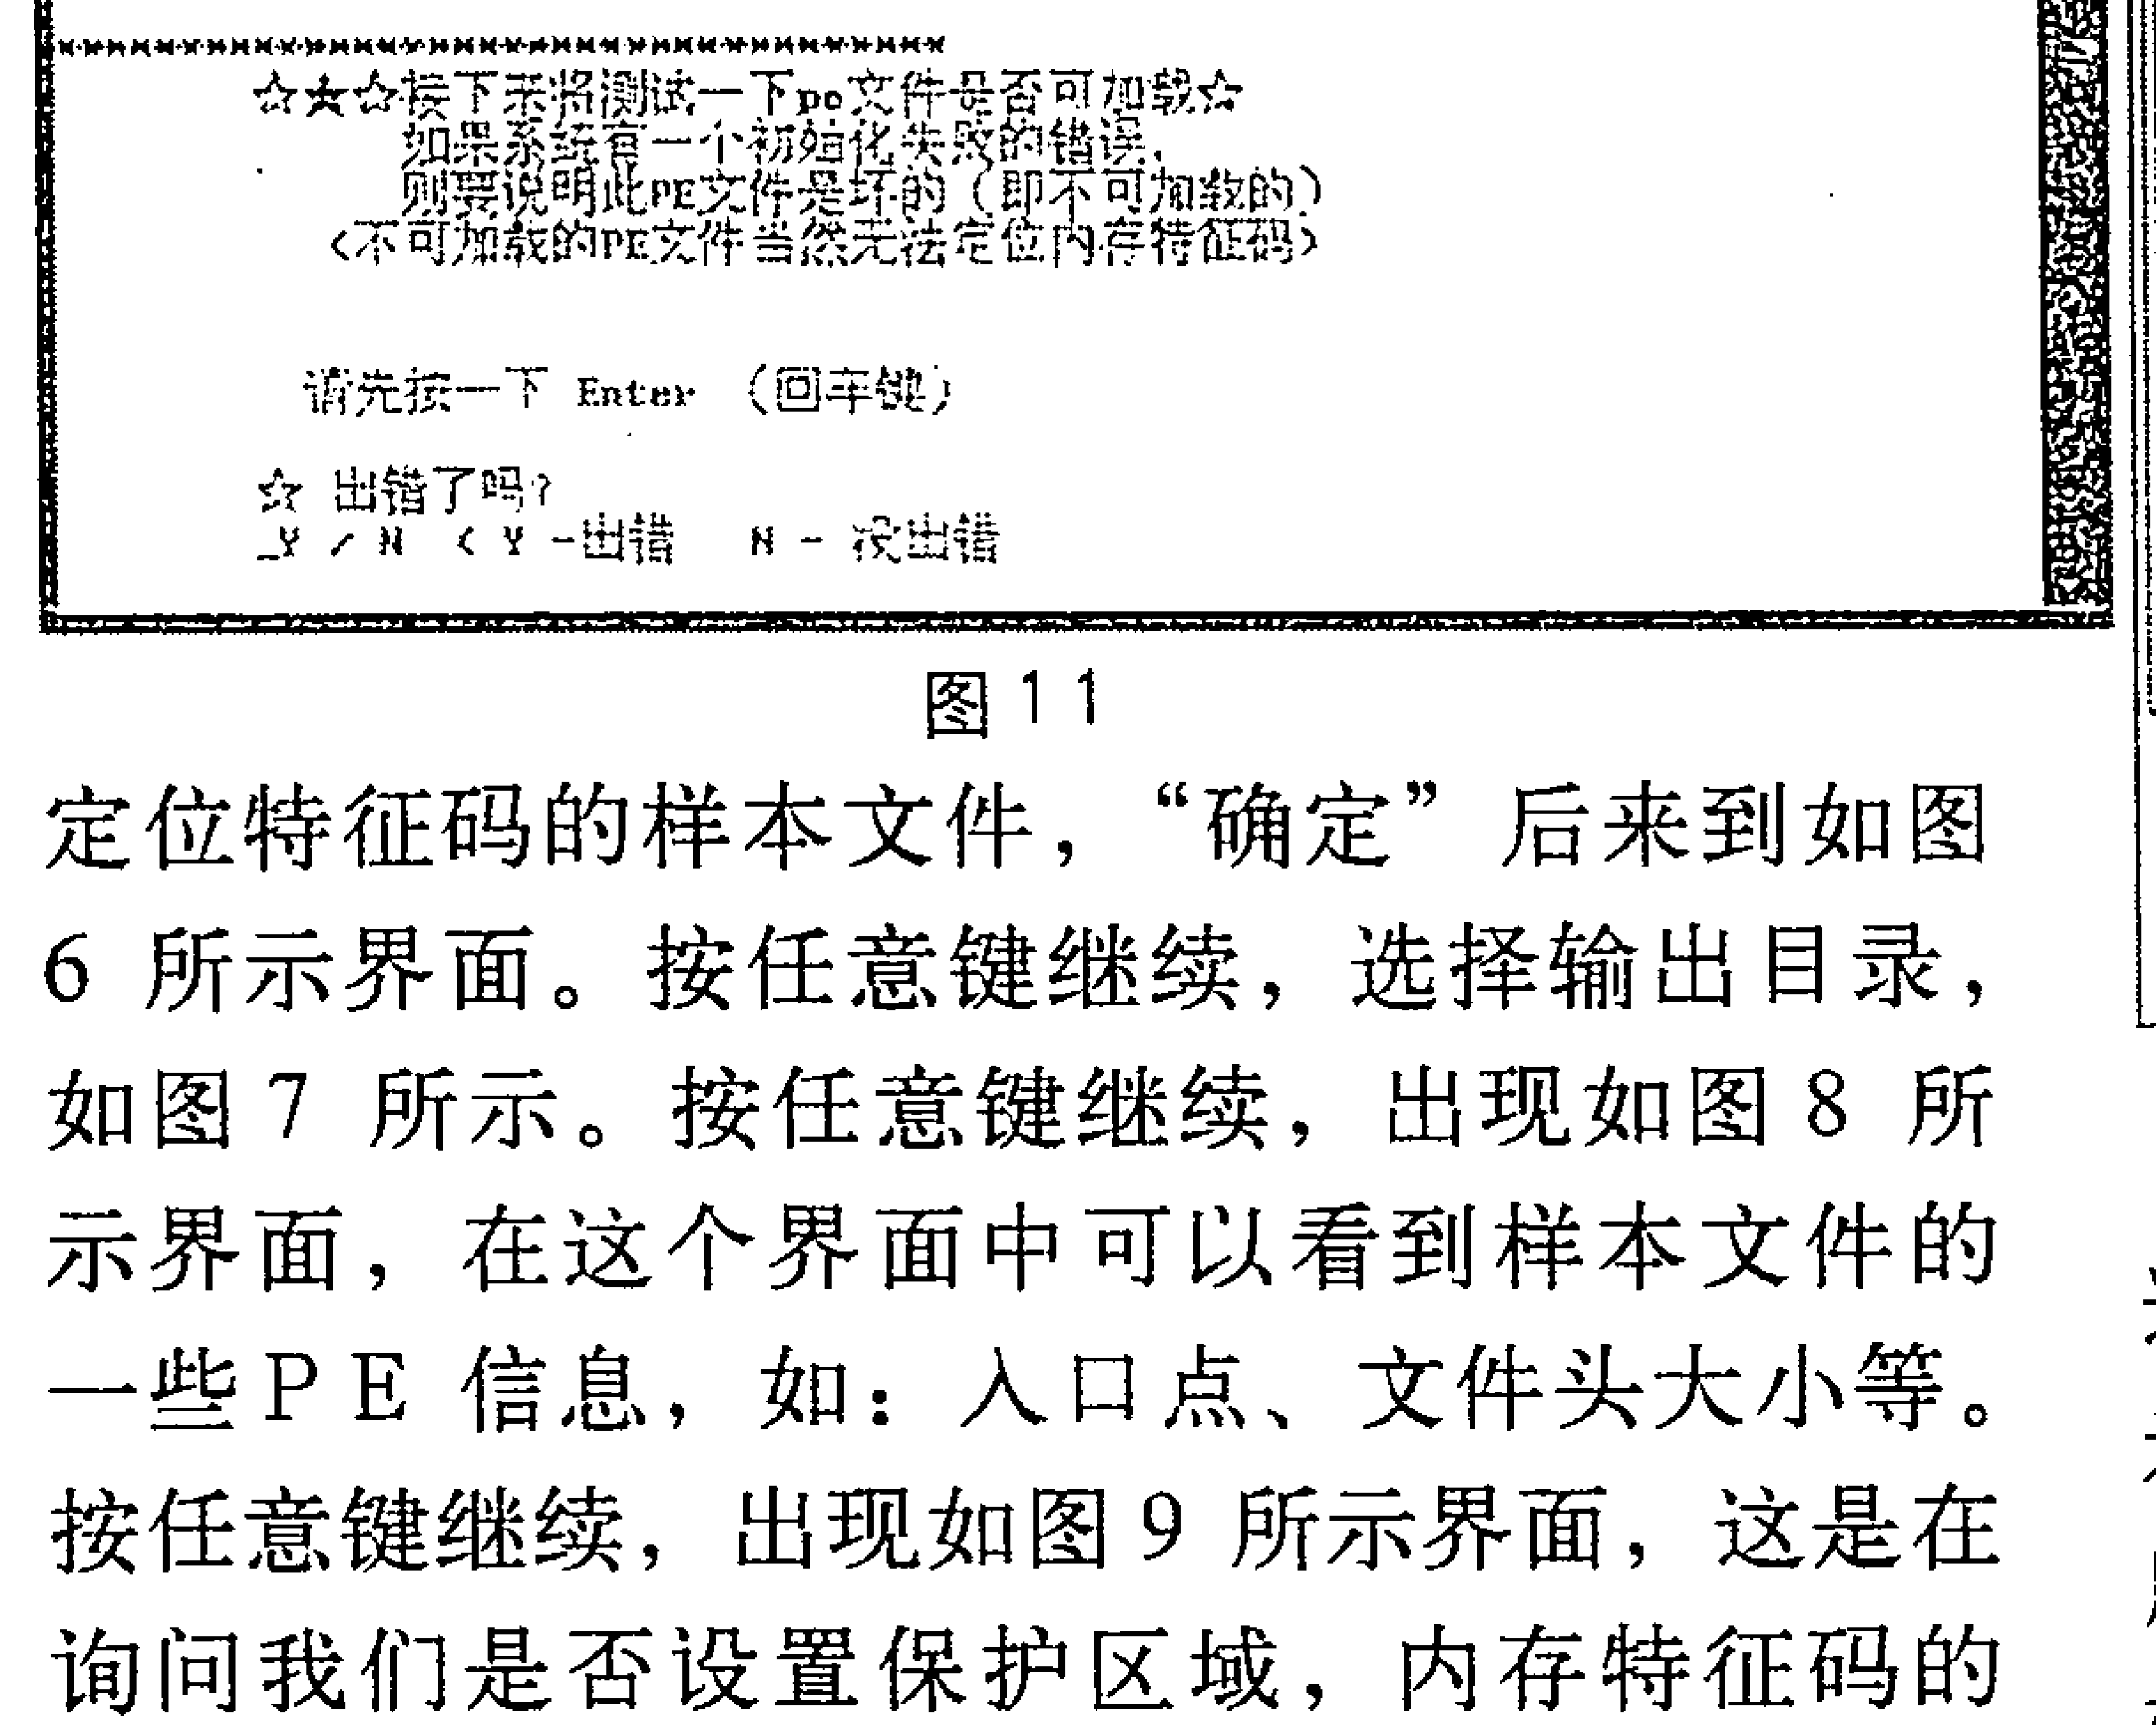 ☆★☆接下来将测试一下pe文件是否可加载☆
如果系统有一个初始化失败的错误，
则要说明此PE文件是坏的（即不可加载的）
<不可加载的PE文件当然无法定位内存特征码>
请先按一下 Enter （回车键）
☆ 出错了吗?
_Y / N < Y -出错 N - 没出错
图11
定位特征码的样本文件，“确定”后来到如图
6 所示界面。按任意键继续，选择输出目录，
如图7 所示。按任意键继续，出现如图8 所
示界面，在这个界面中可以看到样本文件的
一些PE 信息，如：入口点、文件头大小等。
按任意键继续，出现如图9 所示界面，这是在
询问我们是否设置保护区域，内存特征码的